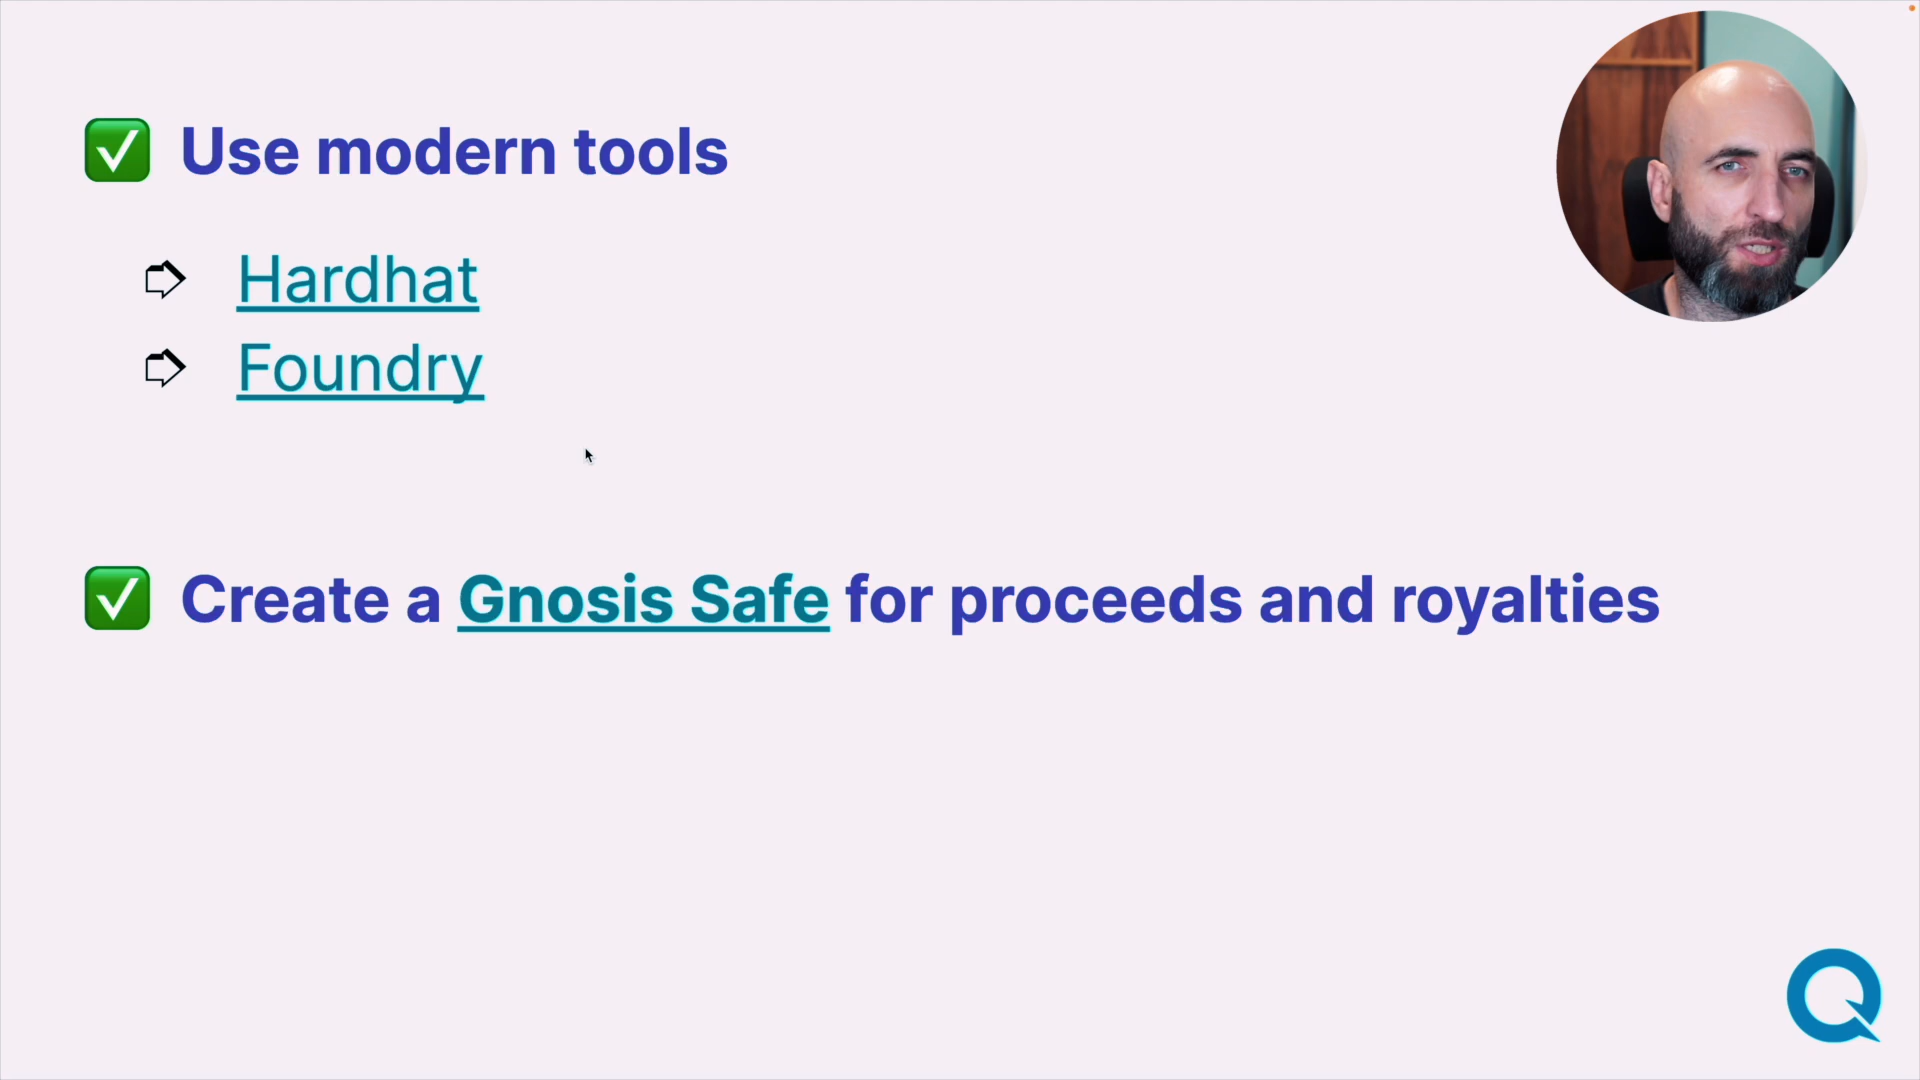 ✅ Use modern tools
➩ Hardhat
➩ Foundry
✅ Create a Gnosis Safe for proceeds and royalties